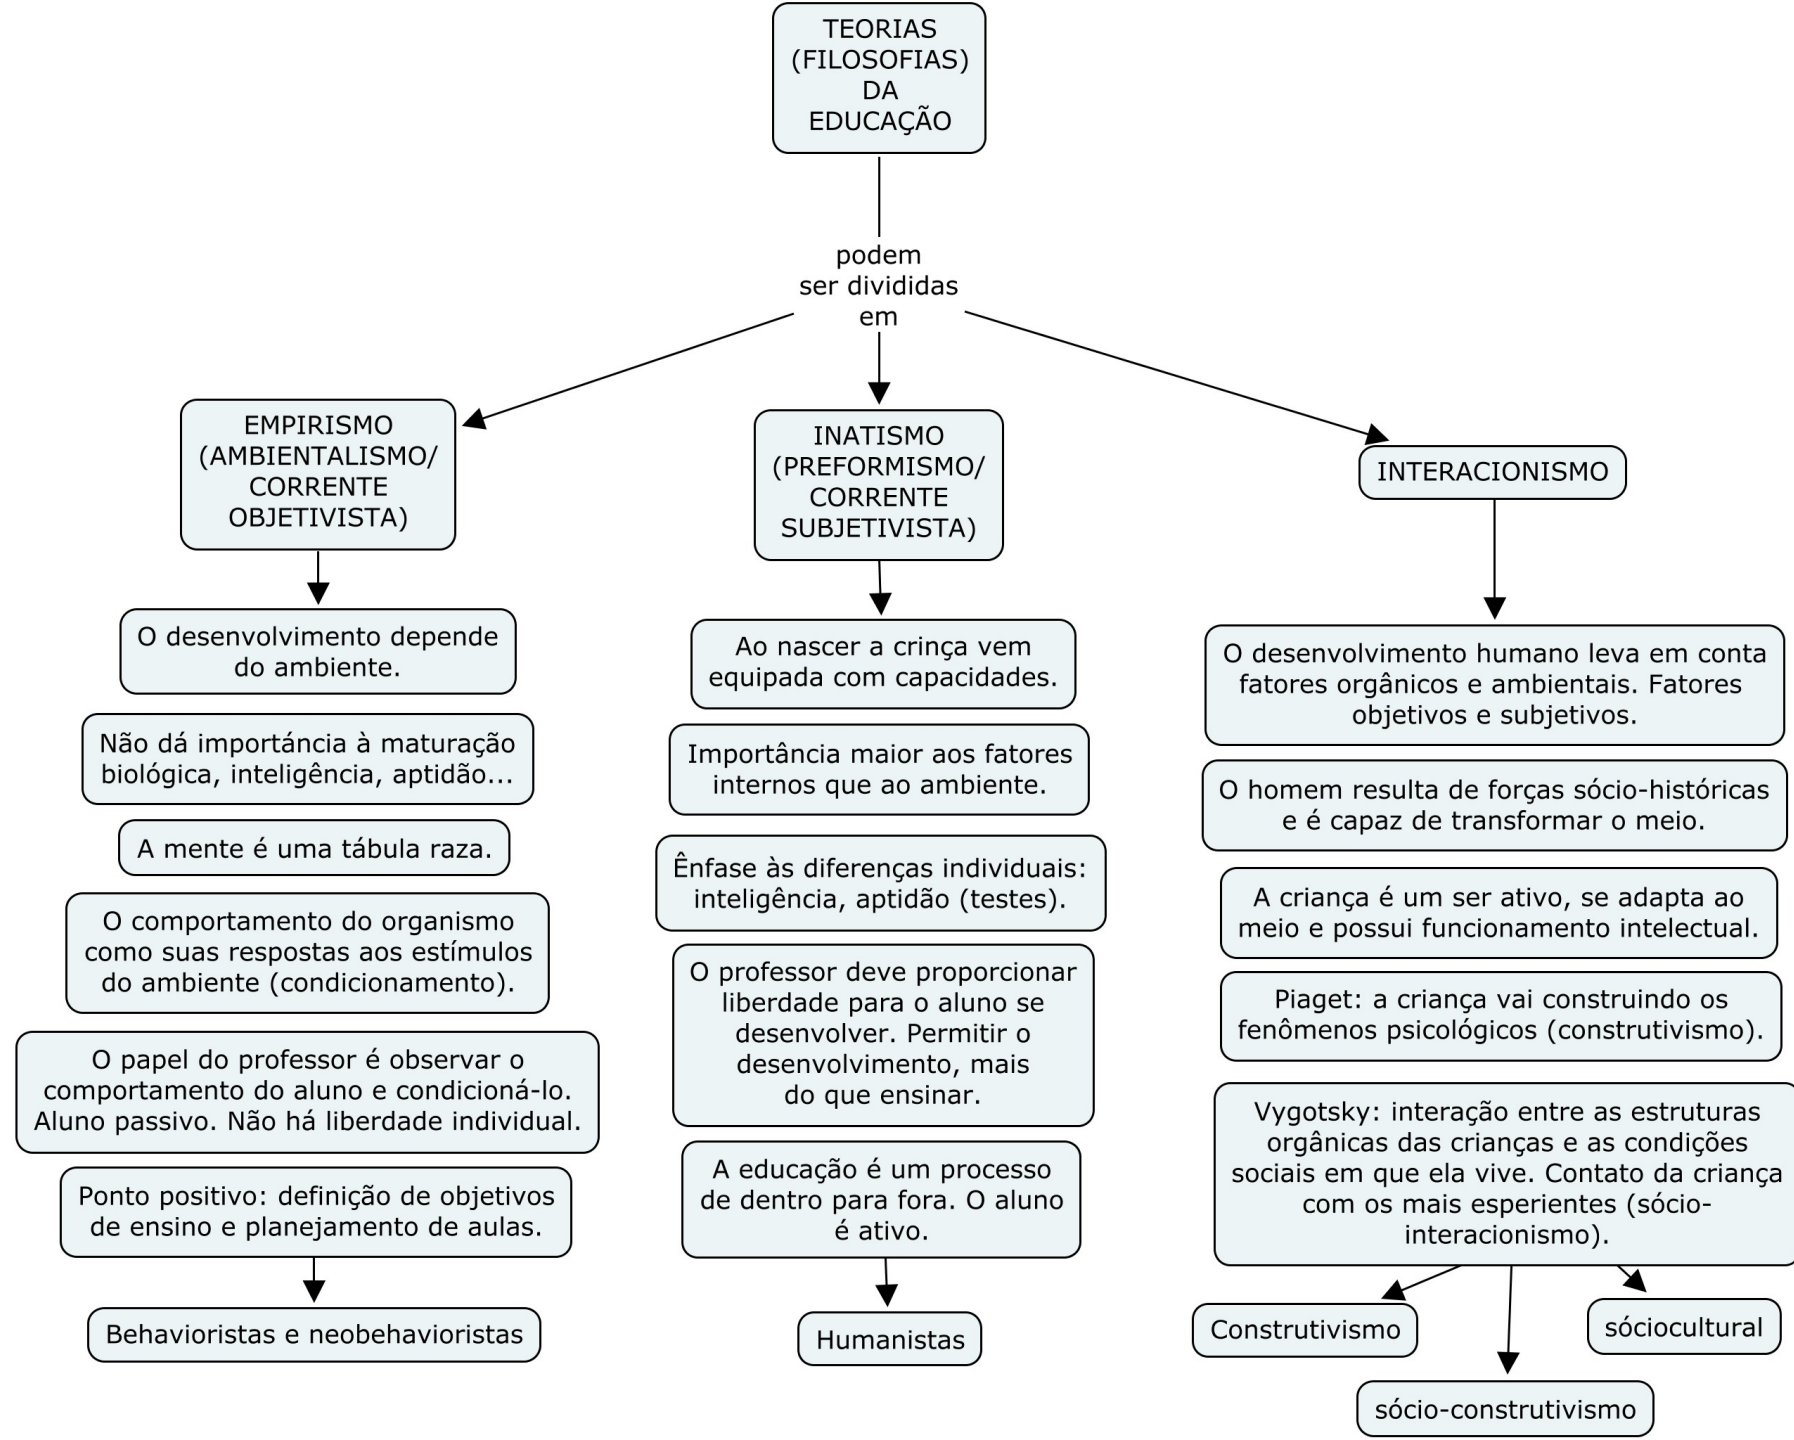 TEORIAS
(FILOSOFIAS)
DA
EDUCAÇÃO
podem
ser divididas
em
EMPIRISMO
(AMBIENTALISMO/
CORRENTE
OBJETIVISTA)
O desenvolvimento depende
do ambiente.
Não dá importáncia à maturação
biológica, inteligência, aptidão...
A mente é uma tábula raza.
O comportamento do organismo
como suas respostas aos estímulos
do ambiente (condicionamento).
O papel do professor é observar o
comportamento do aluno e condicioná-lo.
Aluno passivo. Não há liberdade individual.
Ponto positivo: definição de objetivos
de ensino e planejamento de aulas.
Behavioristas e neobehavioristas
INATISMO
(PREFORMISMO/
CORRENTE
SUBJETIVISTA)
Ao nascer a crinça vem
equipada com capacidades.
Importância maior aos fatores
internos que ao ambiente.
Ênfase às diferenças individuais:
inteligência, aptidão (testes).
O professor deve proporcionar
liberdade para o aluno se
desenvolver. Permitir o
desenvolvimento, mais
do que ensinar.
A educação é um processo
de dentro para fora. O aluno
é ativo.
Humanistas
INTERACIONISMO
O desenvolvimento humano leva em conta
fatores orgânicos e ambientais. Fatores
objetivos e subjetivos.
O homem resulta de forças sócio-históricas
e é capaz de transformar o meio.
A criança é um ser ativo, se adapta ao
meio e possui funcionamento intelectual.
Piaget: a criança vai construindo os
fenômenos psicológicos (construtivismo).
Vygotsky: interação entre as estruturas
orgânicas das crianças e as condições
sociais em que ela vive. Contato da criança
com os mais esperientes (sócio-
interacionismo).
Construtivismo
sóciocultural
sócio-construtivismo